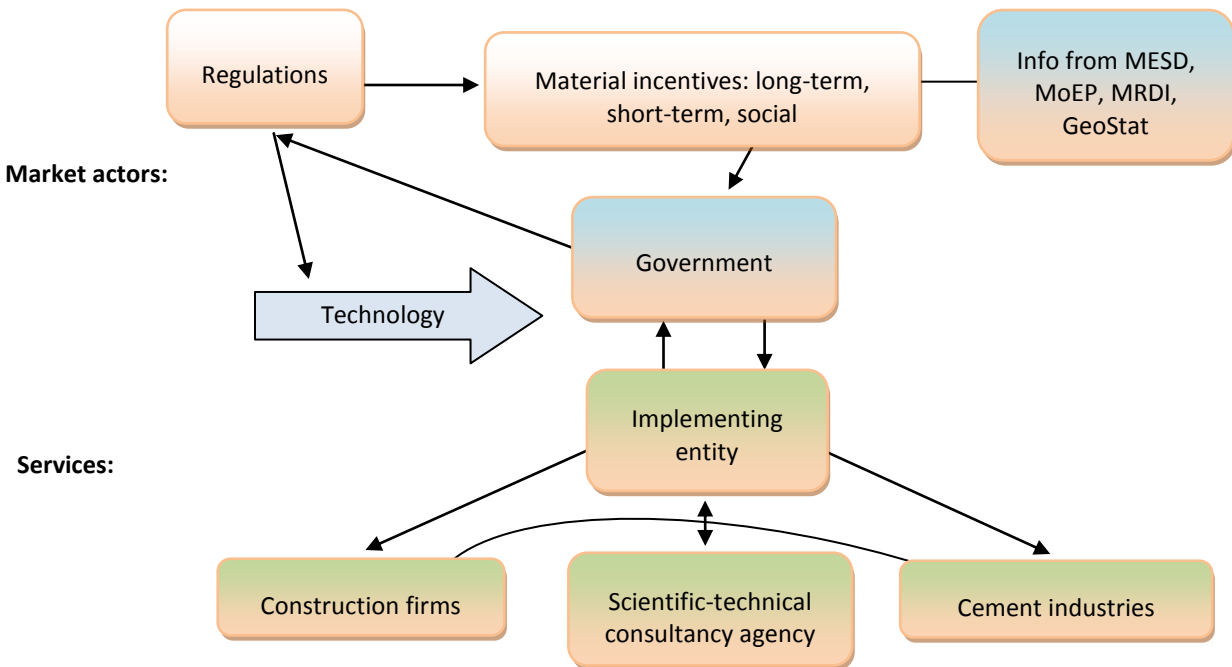 Regulations
Material incentives: long-term,
short-term, social
Info from MESD,
MoEP, MRDI,
GeoStat
Market actors:
Government
Technology
Implementing
entity
Services:
Construction firms
Scientific-technical
consultancy agency
Cement industries